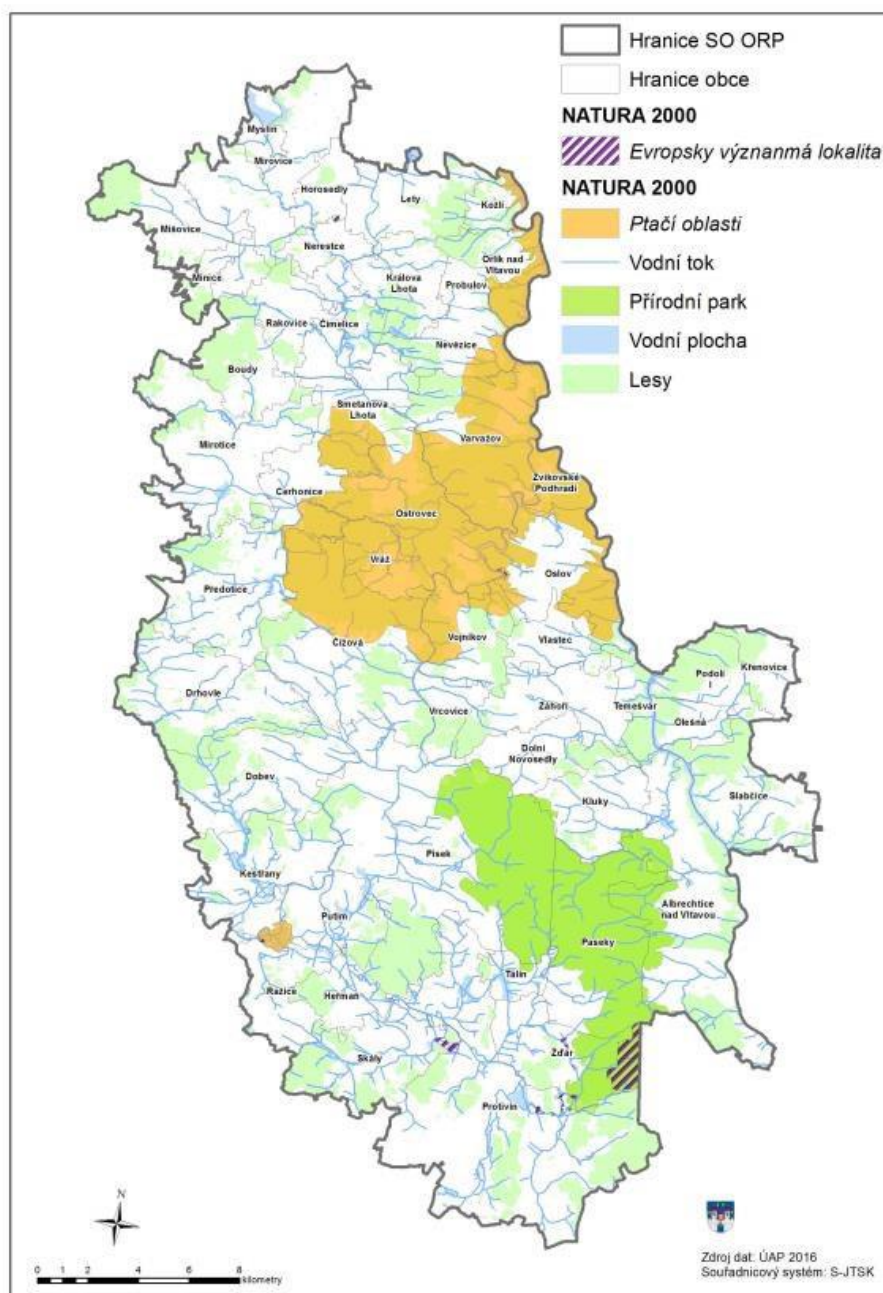 Hranice SO ORP
Hranice obce
NATURA 2000
Evropsky význanmá lokalita
NATURA 2000
Ptačí oblasti
Vodní tok
Přírodní park
Vodní plocha
Lesy
Myslín
Mirovice
Horosedly
Lety
Kožlí
Mišovice
Nerestce
Orlík nad
Vltavou
Minice
Králova
Lhota
Probulov
Rakovice
Čimelice
Nevězice
Boudy
Smetanova
Lhota
Mirotice
Varvažov
Zvíkovské
Podhradí
Cerhonice
Ostrovec
Vráž
Oslov
Předotice
Čížová
Vojníkov
Vlastec
Podolí
I
Křenovice
Drhovle
Vrcovice
Záhoří
Temešvár
Olešná
Dolní
Novosedly
Dobev
Kluky
Slabčice
Písek
Kestřany
Putim
Albrechtice
nad Vltavou
Paseky
Tálín
Ražice
Heřmaň
Skály
Žďár
Protivín
N
0 1 2 4 6 8
kilometry
Zdroj dat: ÚAP 2016
Souřadnicový systém: S-JTSK